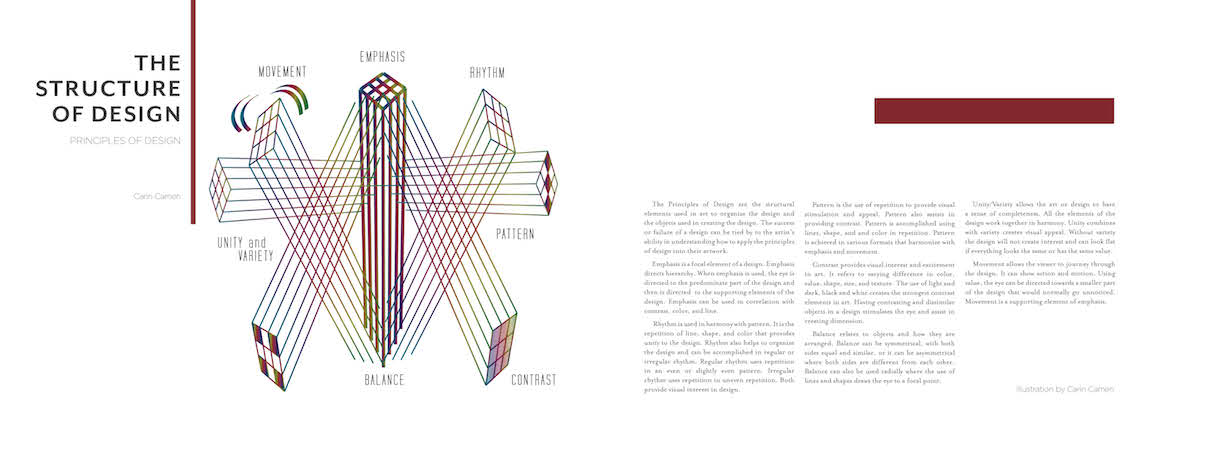 THE
STRUCTURE
OF DESIGN
PRINCIPLES OF DESIGN
Carin Camen
EMPHASIS
MOVEMENT
RHYTHM
UNITY and
VARIETY
PATTERN
BALANCE
CONTRAST
The Principles of Design are the structural
elements used in art to organize the design and
the objects used in creating the design. The success
or failure of a design can be tied by to the artist's
ability in understanding how to apply the principles
of design into their artwork.
Emphasis is a focal element of a design. Emphasis
directs hierarchy. When emphasis is used, the eye is
directed to the predominate part of the design and
then is directed to the supporting elements of the
design. Emphasis can be used in correlation with
contrast, color, and line.
Rhythm is used in harmony with pattern. It is the
repetition of line, shape, and color that provides
unity to the design. Rhythm also helps to organize
the design and can be accomplished in regular or
irregular rhythm. Regular rhythm uses repetition
in an even or slightly even pattern. Irregular
rhythm uses repetition in uneven repetition. Both
provide visual interest in design.
Pattern is the use of repetition to provide visual
stimulation and appeal. Pattern also assists in
providing contrast. Pattern is accomplished using
lines, shape, and and color in repetition. Pattern
is achieved in various formats that harmonize with
emphasis and movement.
Contrast provides visual interest and excitement
in art. It refers to varying difference in color,
value, shape, size, and texture. The use of light and
dark, black and white creates the strongest contrast
elements in art. Having contrasting and dissimilar
objects in a design stimulates the eye and assist in
creating dimension.
Balance relates to objects and how they are
arranged. Balance can be symmetrical, with both
sides equal and similar, or it can be asymmetrical
where both sides are different from each other.
Balance can also be used radially where the use of
lines and shapes draws the eye to a focal point.
Unity/Variety allows the art or design to have
a sense of completeness. All the elements of the
design work together in harmony. Unity combines
with variety creates visual appeal. Without variety
the design will not create interest and can look flat
if everything looks the same or has the same value.
Movement allows the viewer to journey through
the design. It can show action and motion. Using
value, the eye can be directed towards a smaller part
of the design that would normally go unnoticed.
Movement is a supporting element of emphasis.
Illustration by Carin Camen